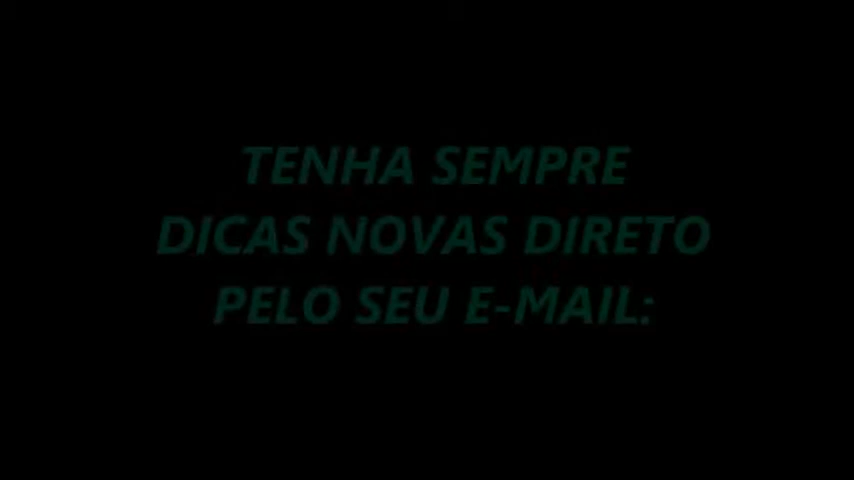 TENHA SEMPRE
DICAS NOVAS DIRETO
PELO SEU E-MAIL: